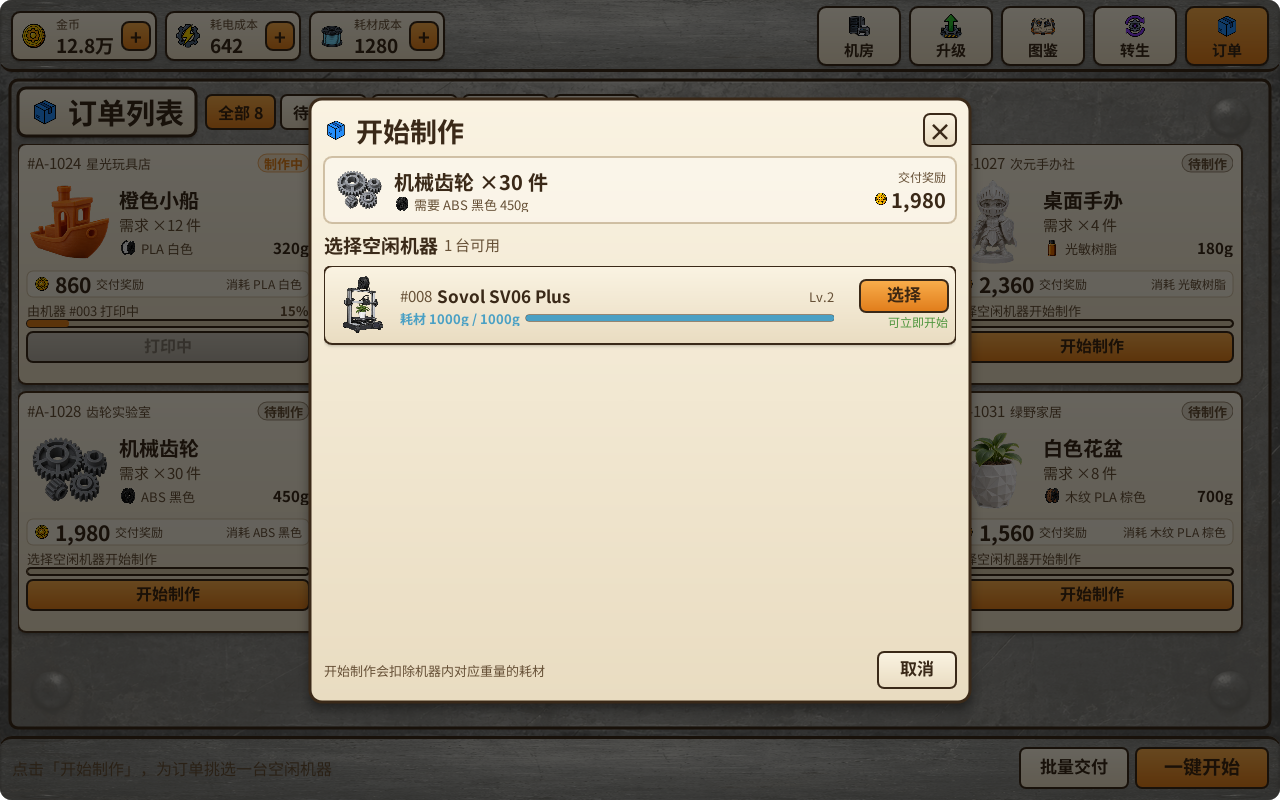 金币
12.8万
耗电成本
642
耗材成本
1280
机房
升级
图鉴
转生
订单
订单列表
全部 8
待
开始制作
机械齿轮 ×30 件
需要 ABS 黑色 450g
交付奖励
1,980
选择空闲机器 1 台可用
#008 Sovol SV06 Plus
Lv.2
耗材 1000g / 1000g
选择
可立即开始
开始制作会扣除机器内对应重量的耗材
取消
#A-1024 星光玩具店
制作中
橙色小船
需求 ×12 件
PLA 白色
320g
860 交付奖励
消耗 PLA 白色
由机器 #003 打印中
15%
打印中
-1027 次元手办社
待制作
桌面手办
需求 ×4 件
光敏树脂
180g
2,360 交付奖励
消耗 光敏树脂
空闲机器开始制作
开始制作
#A-1028 齿轮实验室
待制作
机械齿轮
需求 ×30 件
ABS 黑色
450g
1,980 交付奖励
消耗 ABS 黑色
选择空闲机器开始制作
开始制作
-1031 绿野家居
待制作
白色花盆
需求 ×8 件
木纹 PLA 棕色
700g
1,560 交付奖励
消耗 木纹 PLA 棕色
空闲机器开始制作
开始制作
点击「开始制作」，为订单挑选一台空闲机器
批量交付
一键开始